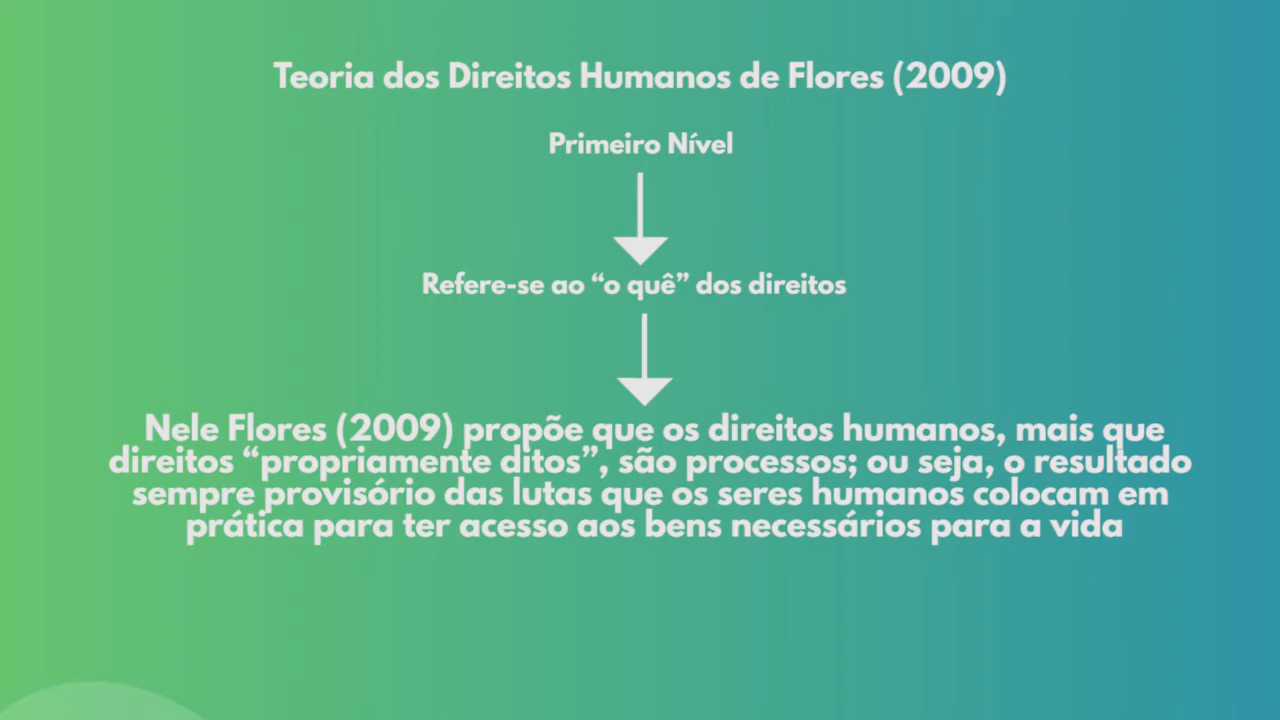 Teoria dos Direitos Humanos de Flores (2009)
Primeiro Nível
Refere-se ao “o quê” dos direitos
Nele Flores (2009) propõe que os direitos humanos, mais que
direitos “propriamente ditos”, são processos; ou seja, o resultado
sempre provisório das lutas que os seres humanos colocam em
prática para ter acesso aos bens necessários para a vida